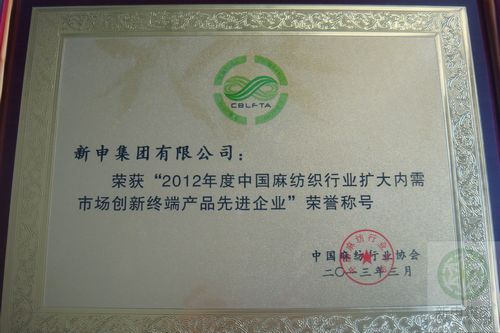 CBLFTA
新申集团有限公司：
荣获“2012年度中国麻纺织行业扩大内需
市场创新终端产品先进企业”荣誉称号
中国麻纺行业协会
二〇一三年三月